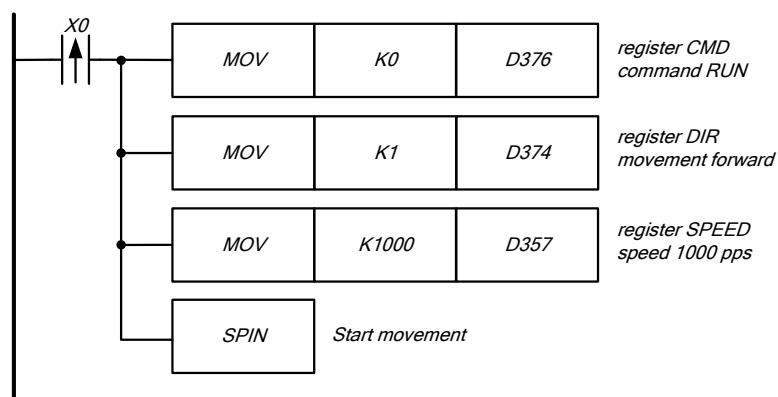 X0
MOV K0 D376
register CMD
command RUN
MOV K1 D374
register DIR
movement forward
MOV K1000 D357
register SPEED
speed 1000 pps
SPIN
Start movement